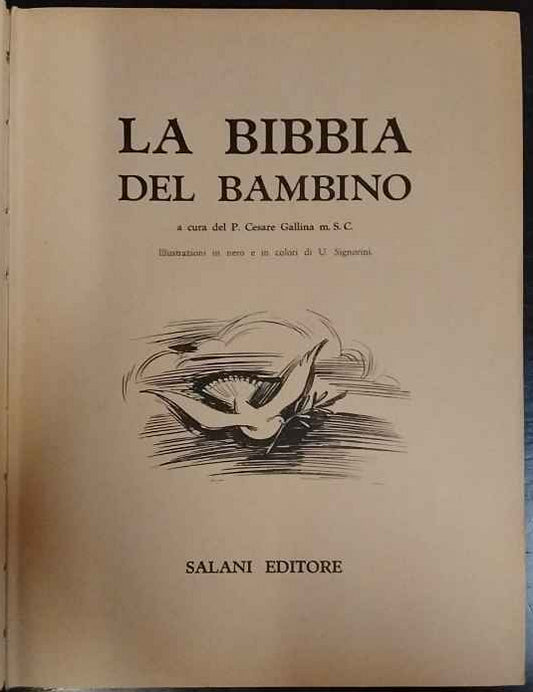 LA BIBBIA
DEL BAMBINO
a cura del P. Cesare Gallina m. S. C.
Illustrazioni in nero e in colori di U. Signorini.
SALANI EDITORE